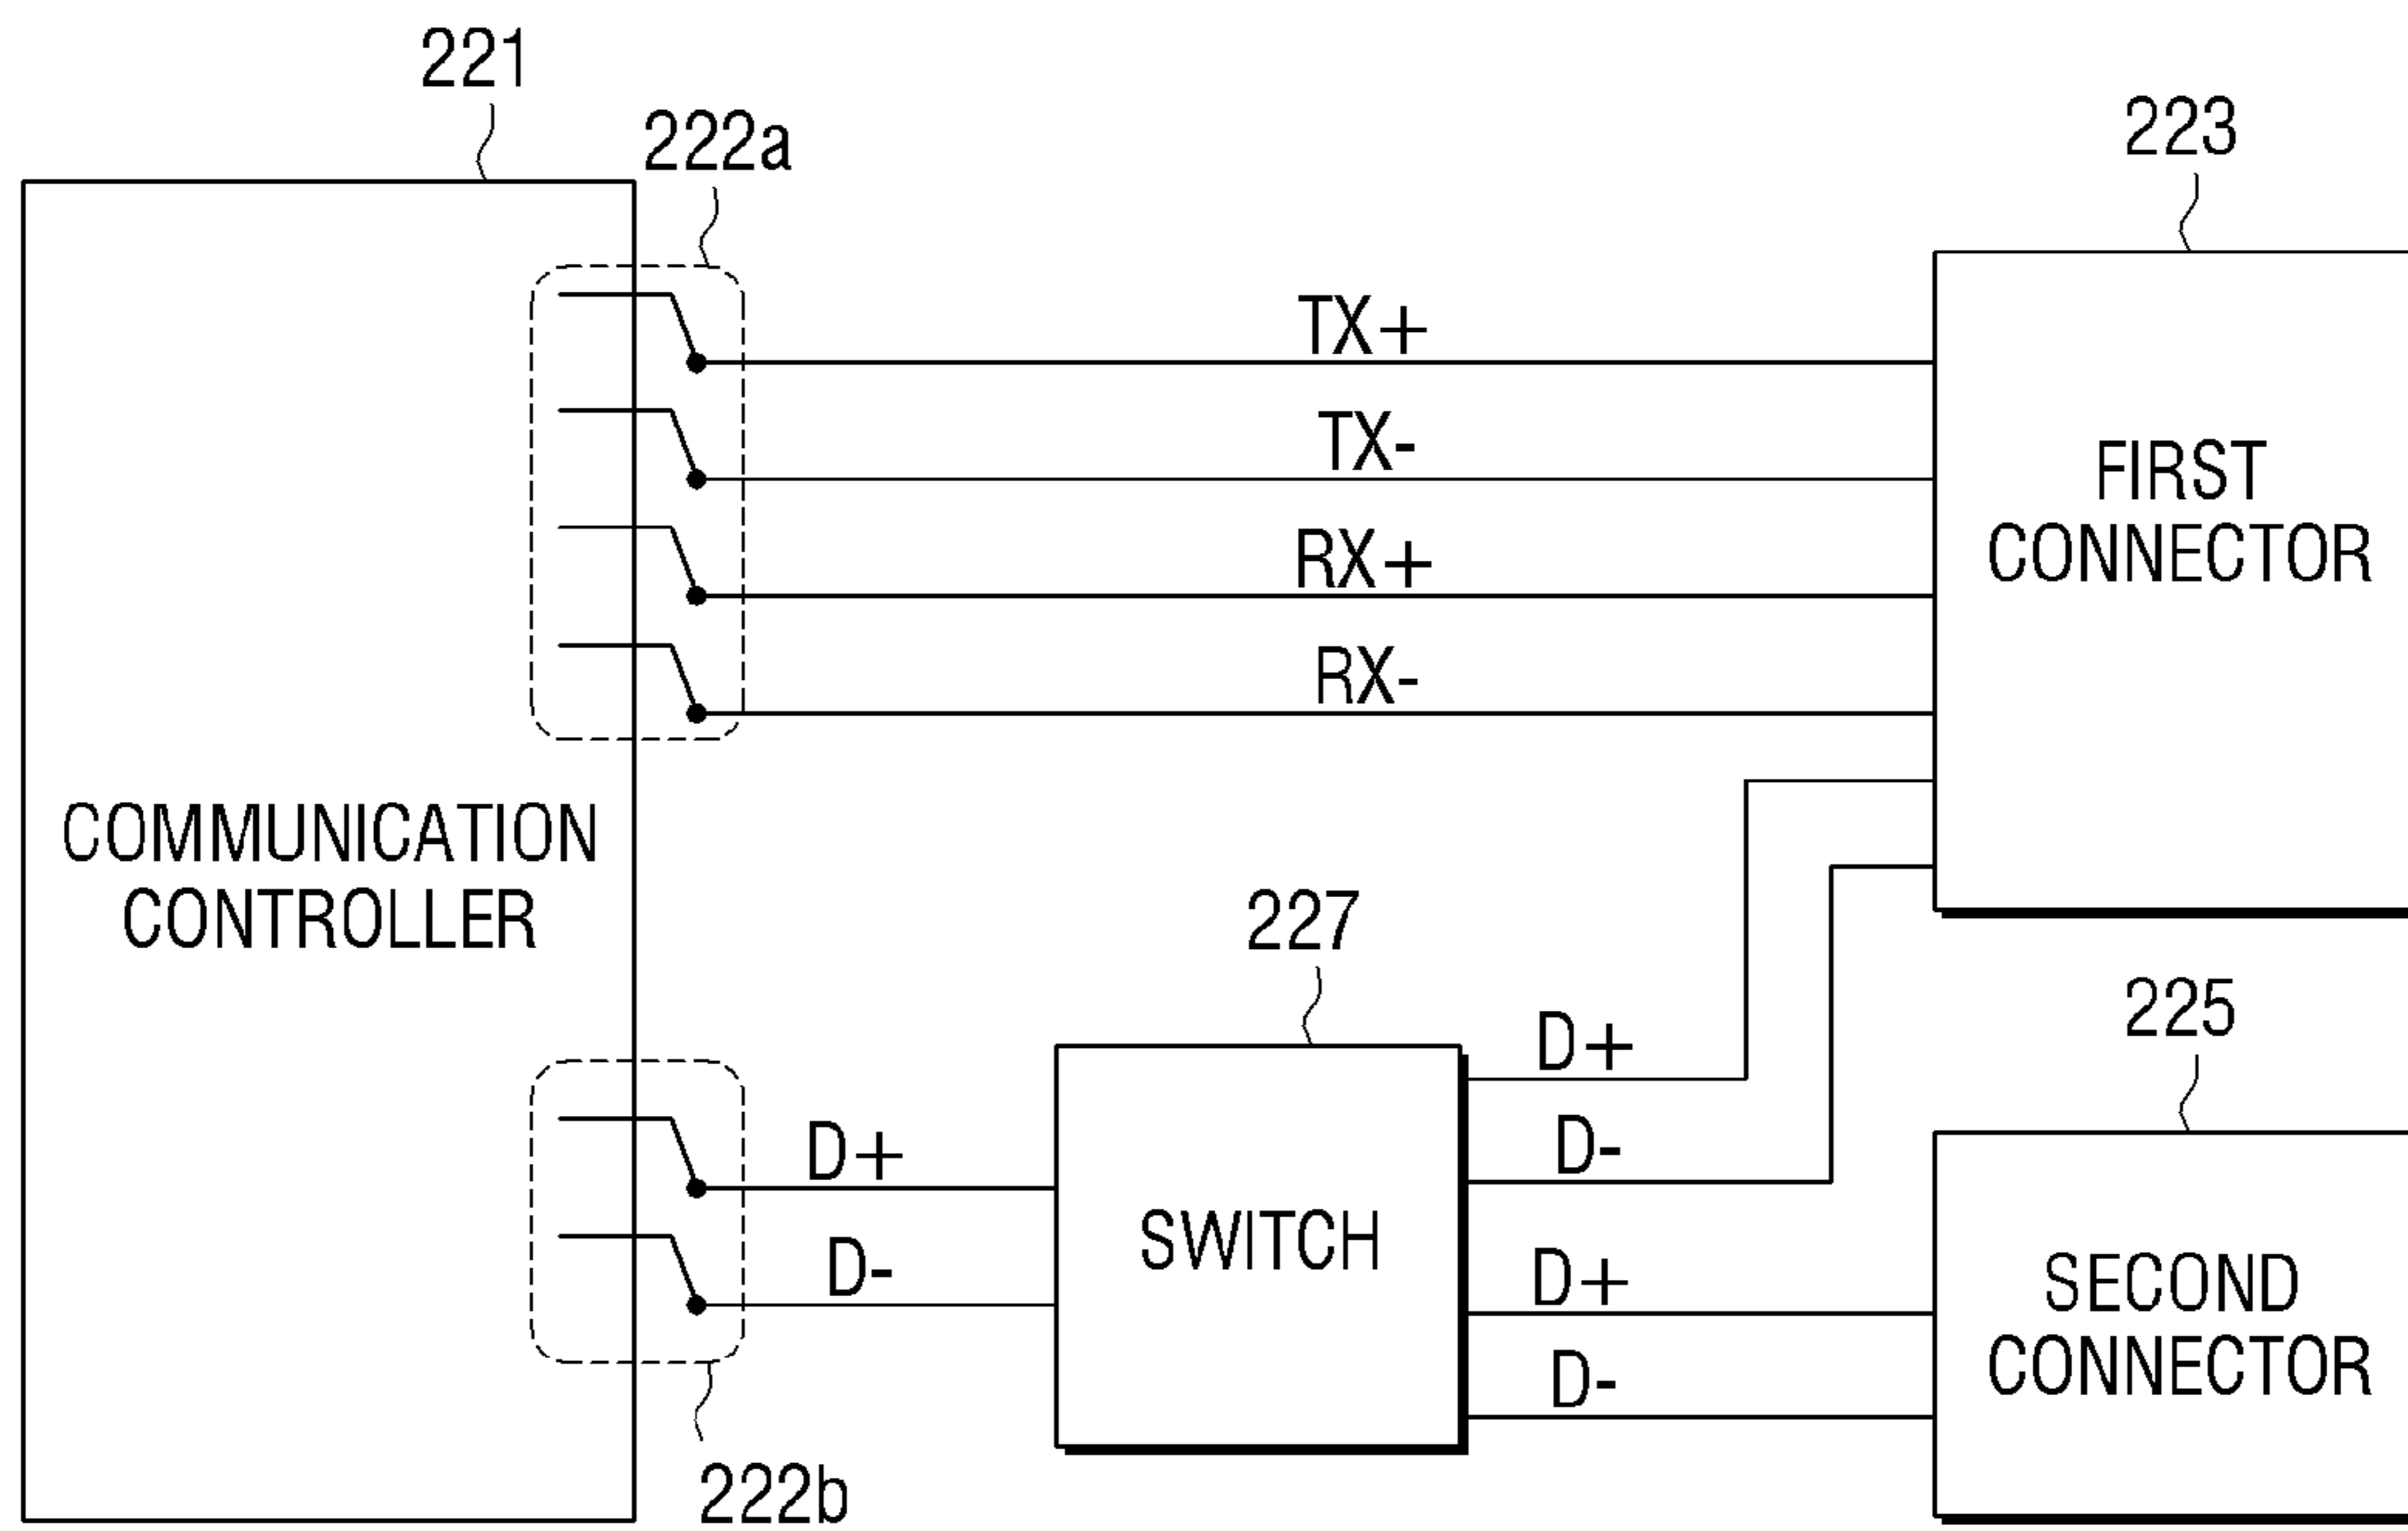 221
222a
223
TX+
TX-
RX+
RX-
FIRST
CONNECTOR
COMMUNICATION
CONTROLLER
227
225
D+
D-
D+
D-
SWITCH
D+
D-
SECOND
CONNECTOR
222b